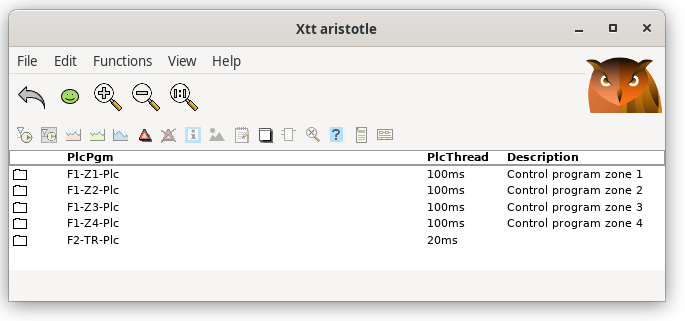 Xtt aristotle
File Edit Functions View Help
PlcPgm PlcThread Description
F1-Z1-Plc 100ms Control program zone 1
F1-Z2-Plc 100ms Control program zone 2
F1-Z3-Plc 100ms Control program zone 3
F1-Z4-Plc 100ms Control program zone 4
F2-TR-Plc 20ms